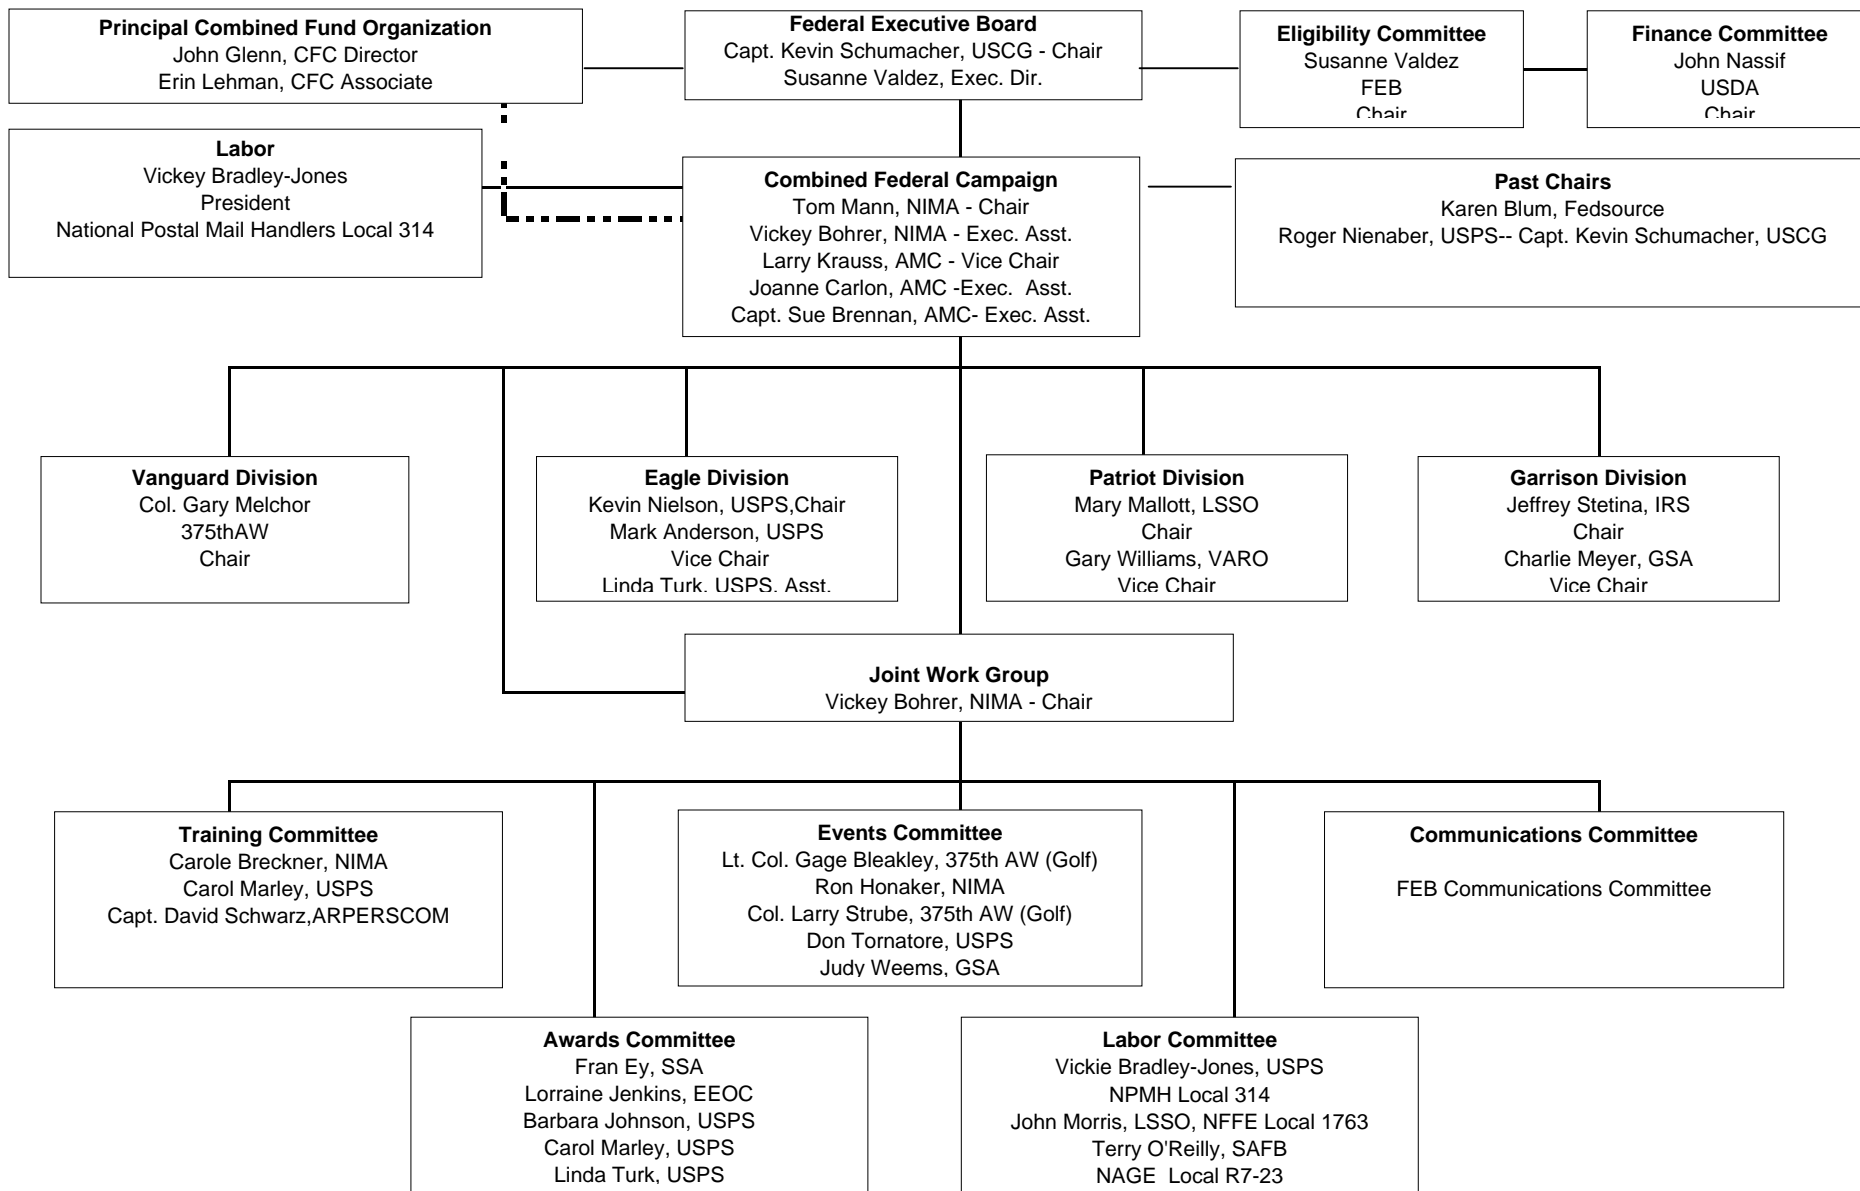 Principal Combined Fund Organization
John Glenn, CFC Director
Erin Lehman, CFC Associate
Federal Executive Board
Capt. Kevin Schumacher, USCG - Chair
Susanne Valdez, Exec. Dir.
Eligibility Committee
Susanne Valdez
FEB
Chair
Finance Committee
John Nassif
USDA
Chair
Labor
Vickey Bradley-Jones
President
National Postal Mail Handlers Local 314
Combined Federal Campaign
Tom Mann, NIMA - Chair
Vickey Bohrer, NIMA - Exec. Asst.
Larry Krauss, AMC - Vice Chair
Joanne Carlon, AMC -Exec.  Asst.
Capt. Sue Brennan, AMC- Exec. Asst.
Past Chairs
Karen Blum, Fedsource
Roger Nienaber, USPS-- Capt. Kevin Schumacher, USCG
Vanguard Division
Col. Gary Melchor
375thAW
Chair
Eagle Division
Kevin Nielson, USPS,Chair
Mark Anderson, USPS
Vice Chair
Linda Turk, USPS, Asst.
Patriot Division
Mary Mallott, LSSO
Chair
Gary Williams, VARO
Vice Chair
Garrison Division
Jeffrey Stetina, IRS
Chair
Charlie Meyer, GSA
Vice Chair
Joint Work Group
Vickey Bohrer, NIMA - Chair
Training Committee
Carole Breckner, NIMA
Carol Marley, USPS
Capt. David Schwarz,ARPERSCOM
Events Committee
Lt. Col. Gage Bleakley, 375th AW (Golf)
Ron Honaker, NIMA
Col. Larry Strube, 375th AW (Golf)
Don Tornatore, USPS
Judy Weems, GSA
Communications Committee
FEB Communications Committee
Awards Committee
Fran Ey, SSA
Lorraine Jenkins, EEOC
Barbara Johnson, USPS
Carol Marley, USPS
Linda Turk, USPS
Labor Committee
Vickie Bradley-Jones, USPS
NPMH Local 314
John Morris, LSSO, NFFE Local 1763
Terry O'Reilly, SAFB
NAGE  Local R7-23